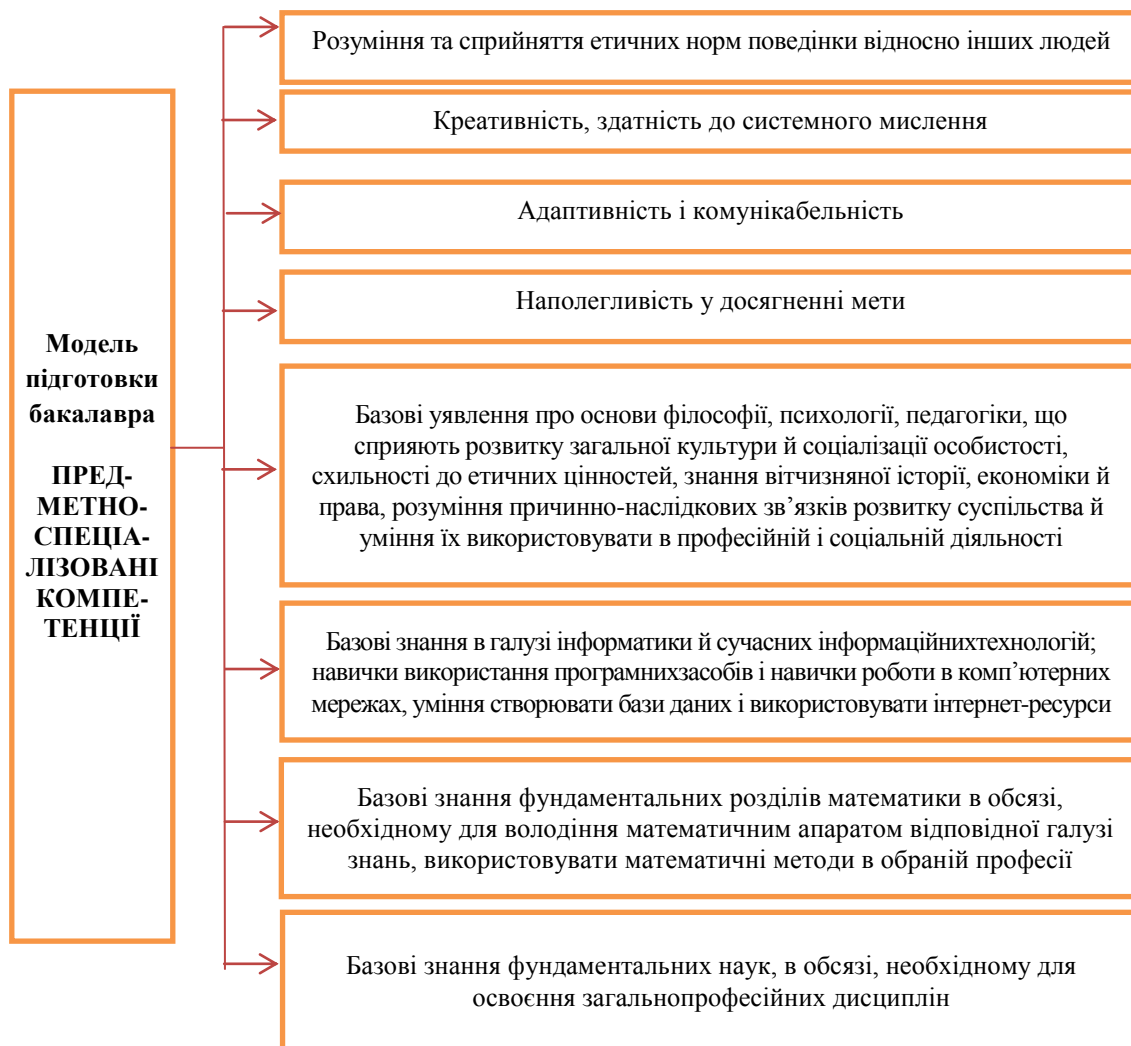 Модель
підготовки
бакалавра
ПРЕД-
МЕТНО-
СПЕЦІА-
ЛІЗОВАНІ
КОМПЕ-
ТЕНЦІЇ
Розуміння та сприйняття етичних норм поведінки відносно інших людей
Креативність, здатність до системного мислення
Адаптивність і комунікабельність
Наполегливість у досягненні мети
Базові уявлення про основи філософії, психології, педагогіки, що
сприяють розвитку загальної культури й соціалізації особистості,
схильності до етичних цінностей, знання вітчизняної історії, економіки й
права, розуміння причинно-наслідкових зв’язків розвитку суспільства й
уміння їх використовувати в професійній і соціальній діяльності
Базові знання в галузі інформатики й сучасних інформаційнихтехнологій;
навички використання програмнихзасобів і навички роботи в комп’ютерних
мережах, уміння створювати бази даних і використовувати інтернет-ресурси
Базові знання фундаментальних розділів математики в обсязі,
необхідному для володіння математичним апаратом відповідної галузі
знань, використовувати математичні методи в обраній професії
Базові знання фундаментальних наук, в обсязі, необхідному для
освоєння загальнопрофесійних дисциплін